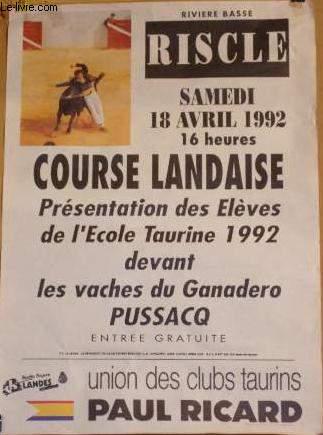 Le-livre.com
RIVIERE BASSE
RISCLE
SAMEDI
18 AVRIL 1992
16 heures
COURSE LANDAISE
Présentation des Elèves
de l'Ecole Taurine 1992
devant
les vaches du Ganadero
PUSSACQ
ENTREE GRATUITE
LANDES
union des clubs taurins
PAUL RICARD